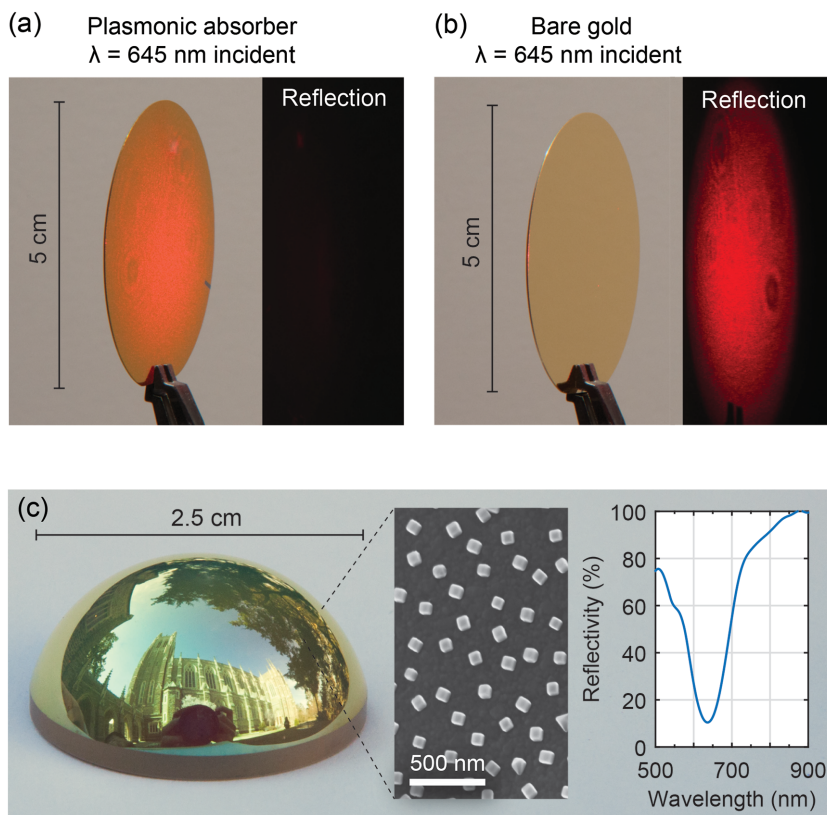 (a)
Plasmonic absorber
λ = 645 nm incident
Reflection
5 cm
(b)
Bare gold
λ = 645 nm incident
Reflection
5 cm
(c)
2.5 cm
500 nm
100
80
60
40
20
0
Reflectivity (%)
500
700
900
Wavelength (nm)